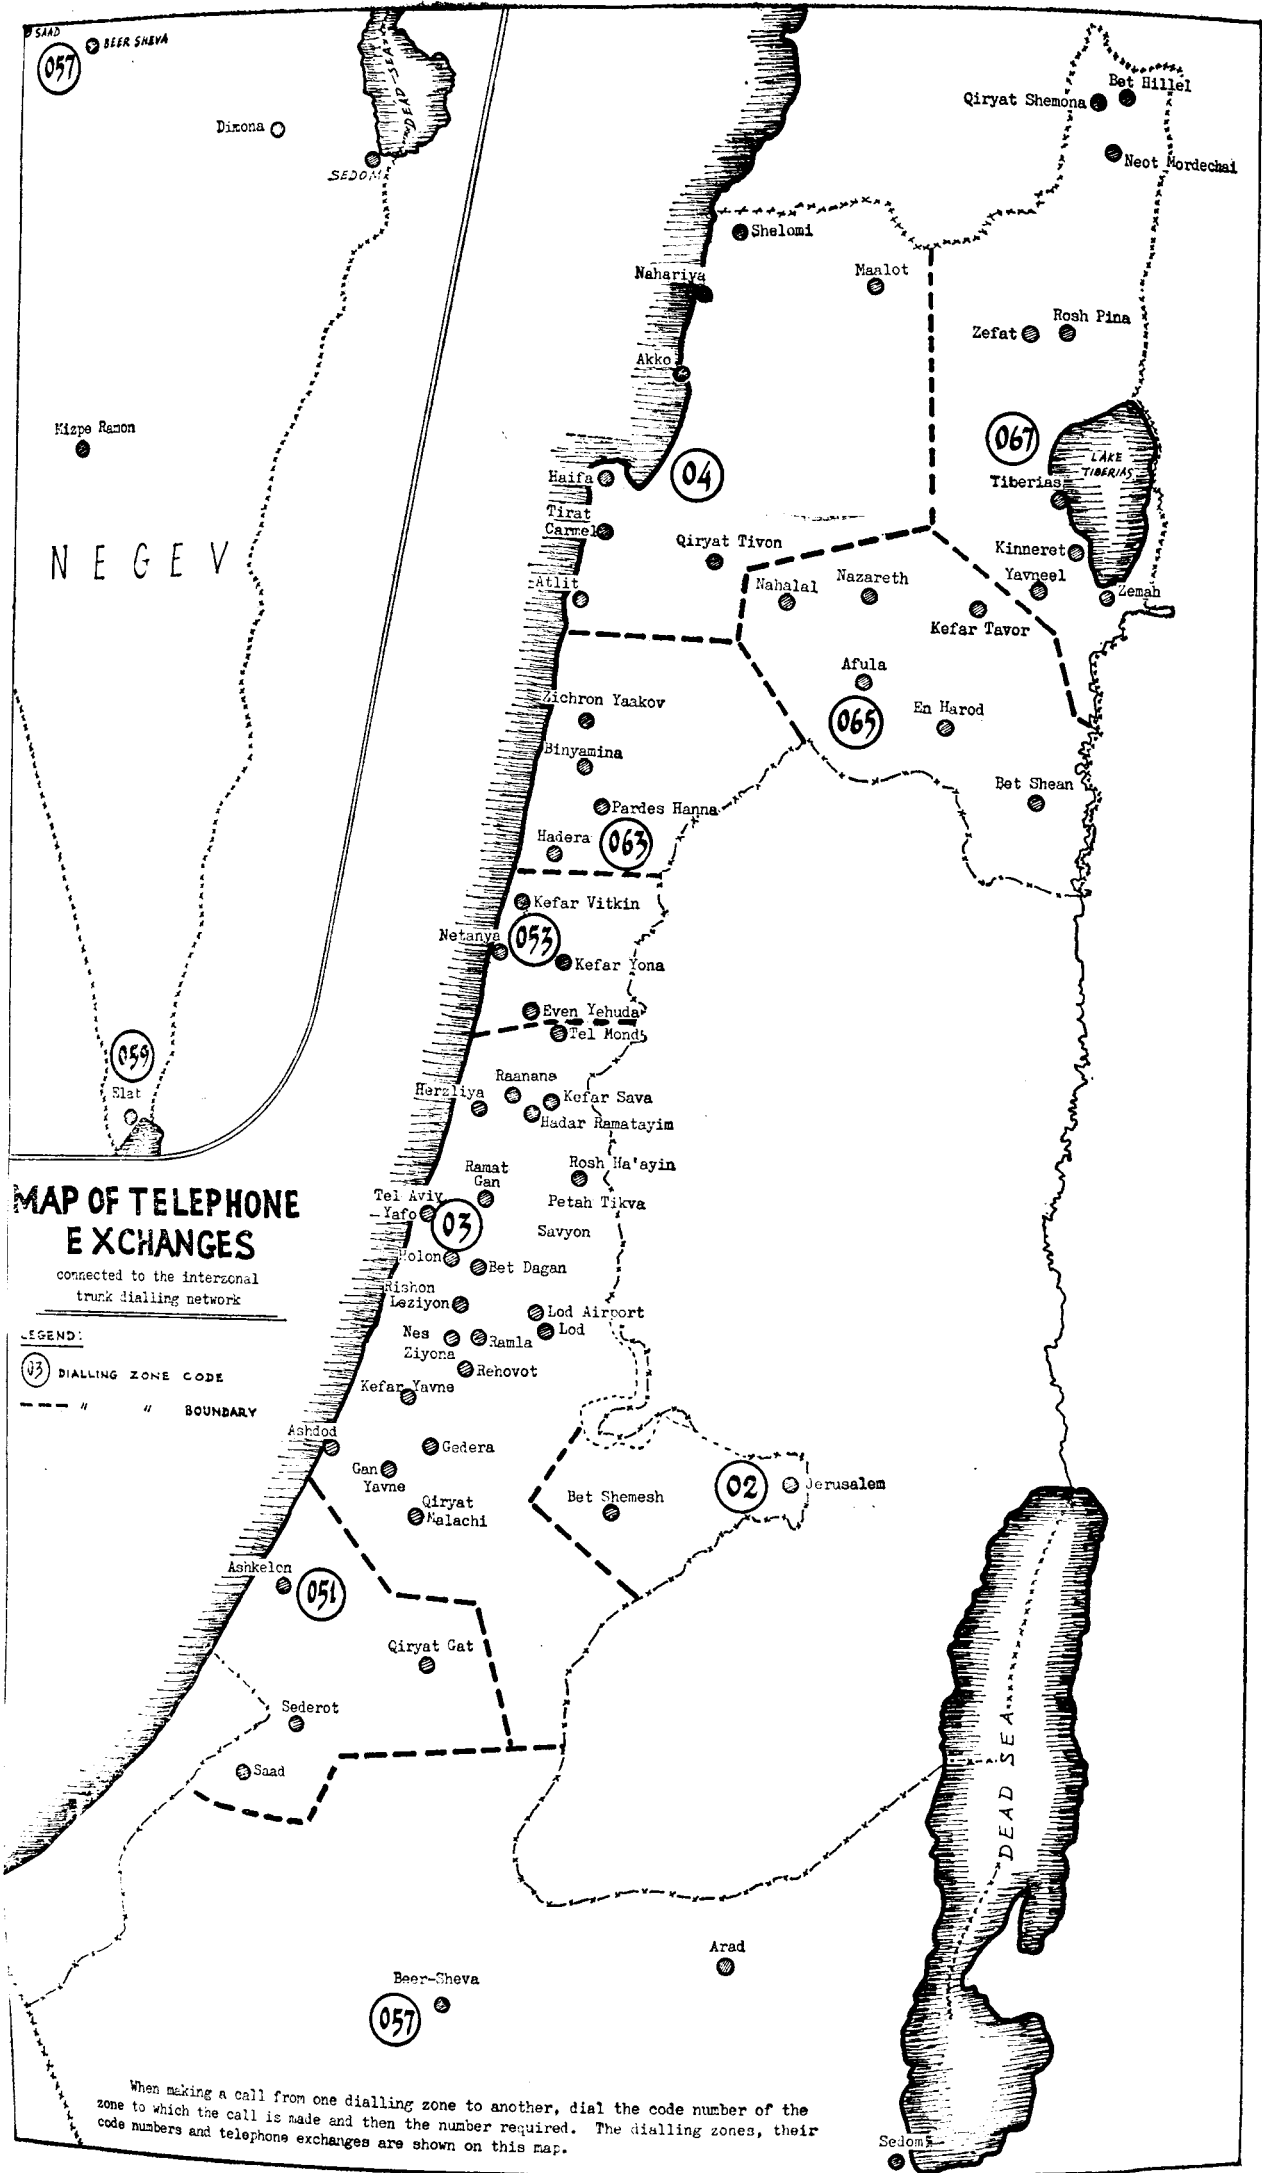 SAAD
057
BEER SHEVA
DEAD-SEA
Dimona
SEDOM
Mizpe Ramon
NEGEV
059
Elat
Bet Hillel
Qiryat Shemona
Neot Mordechai
Shelomi
Nahariya
Maalot
Rosh Pina
Zefat
Akko
067
LAKE
TIBERIAS
Tiberias
04
Haifa
Tirat
Carmel
Qiryat Tivon
Kinneret
Yavneel
Zemah
Atlit
Nahalal
Nazareth
Kefar Tavor
Afula
065
En Harod
Bet Shean
Zichron Yaakov
Binyamina
Pardes Hanna
Hadera
063
Kefar Vitkin
Netanya
053
Kefar Yona
Even Yehuda
Tel Mond
Raanana
Herzliya
Kefar Sava
Hadar Ramatayim
Ramat
Gan
Rosh Ha'ayin
Petah Tikva
Tel Aviv
Yafo
03
Savyon
Holon
Bet Dagan
Rishon
Leziyon
Lod Airport
Lod
Nes
Ziyona
Ramla
Rehovot
Kefar Yavne
Ashdod
Gedera
Gan
Yavne
Qiryat
Malachi
Bet Shemesh
02
Jerusalem
Ashkelon
051
Qiryat Gat
Sederot
Saad
DEAD SEA
Arad
Beer-Sheva
057
Sedom
MAP OF TELEPHONE
EXCHANGES
connected to the interzonal
trunk dialling network
LEGEND:
03 DIALLING ZONE CODE
" " BOUNDARY
When making a call from one dialling zone to another, dial the code number of the
zone to which the call is made and then the number required. The dialling zones, their
code numbers and telephone exchanges are shown on this map.